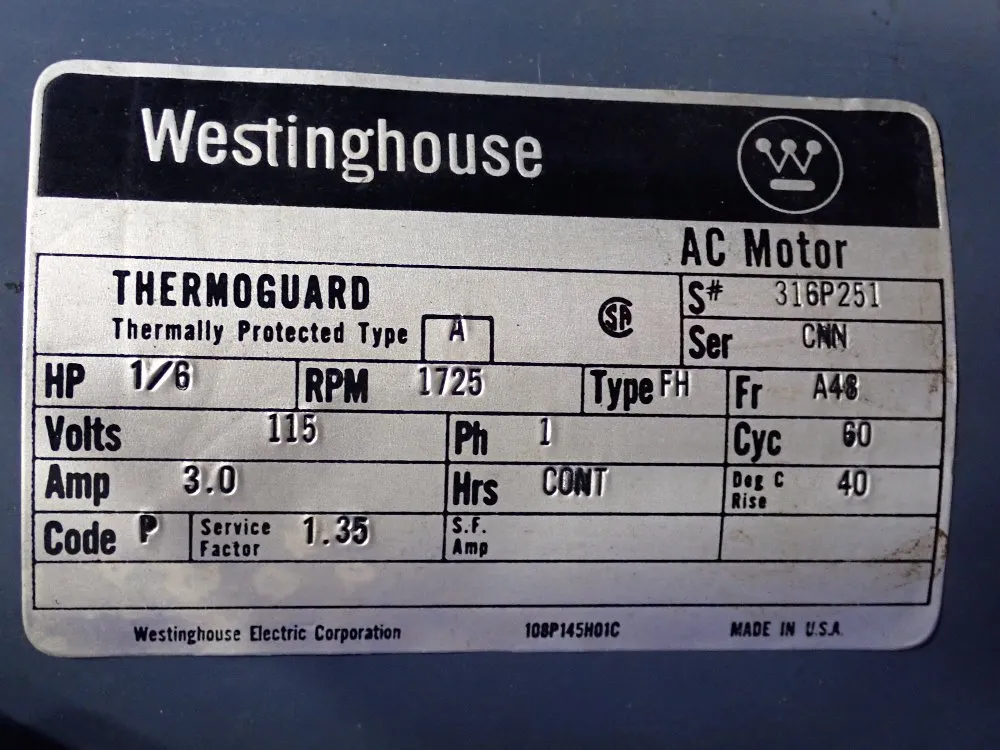 Westinghouse
W
AC Motor
THERMOGUARD
Thermally Protected Type A
SA
S# 316P251
Ser CNN
HP 1/6 RPM 1725 Type FH Fr A48
Volts 115 Ph 1 Cyc 60
Amp 3.0 Hrs CONT Deg C Rise 40
Code P Service Factor 1.35 S.F. Amp
Westinghouse Electric Corporation 108P145H01C MADE IN U.S.A.